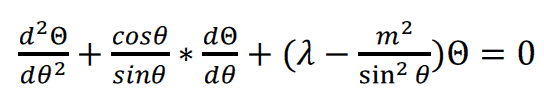 d²Θ/dθ² + cosθ/sinθ * dΘ/dθ + (λ − m²/sin² θ)Θ = 0